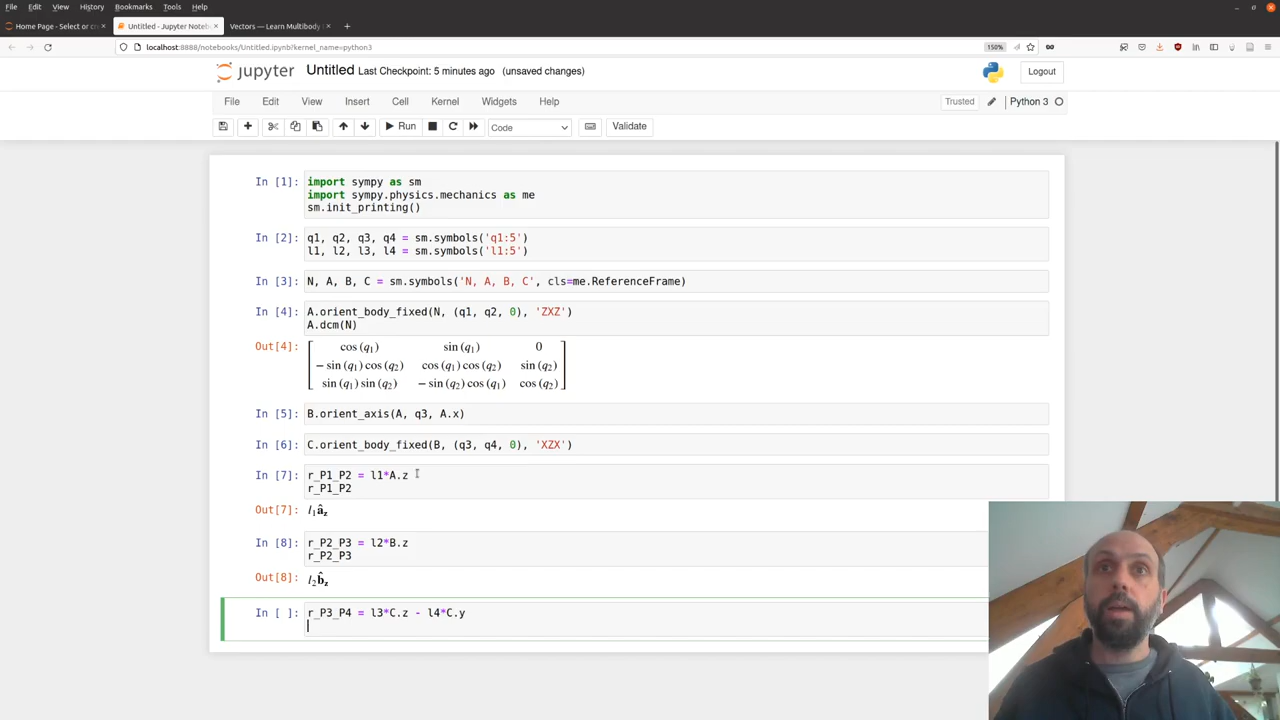 File Edit View History Bookmarks Tools Help
Home Page - Select or cr × Untitled - Jupyter Noteb × Vectors — Learn Multibody × +
localhost:8888/notebooks/Untitled.ipynb?kernel_name=python3 150%
jupyter Untitled Last Checkpoint: 5 minutes ago (unsaved changes) Logout
File Edit View Insert Cell Kernel Widgets Help Trusted Python 3
Run Code Validate
In [1]: import sympy as sm
import sympy.physics.mechanics as me
sm.init_printing()
In [2]: q1, q2, q3, q4 = sm.symbols('q1:5')
l1, l2, l3, l4 = sm.symbols('l1:5')
In [3]: N, A, B, C = sm.symbols('N, A, B, C', cls=me.ReferenceFrame)
In [4]: A.orient_body_fixed(N, (q1, q2, 0), 'ZXZ')
A.dcm(N)
Out[4]: cos (q₁) sin (q₁) 0
− sin (q₁) cos (q₂) cos (q₁) cos (q₂) sin (q₂)
sin (q₁) sin (q₂) − sin (q₂) cos (q₁) cos (q₂)
In [5]: B.orient_axis(A, q3, A.x)
In [6]: C.orient_body_fixed(B, (q3, q4, 0), 'XZX')
In [7]: r_P1_P2 = l1*A.z
r_P1_P2
Out[7]: l₁â_z
In [8]: r_P2_P3 = l2*B.z
r_P2_P3
Out[8]: l₂b̂_z
In [ ]: r_P3_P4 = l3*C.z - l4*C.y